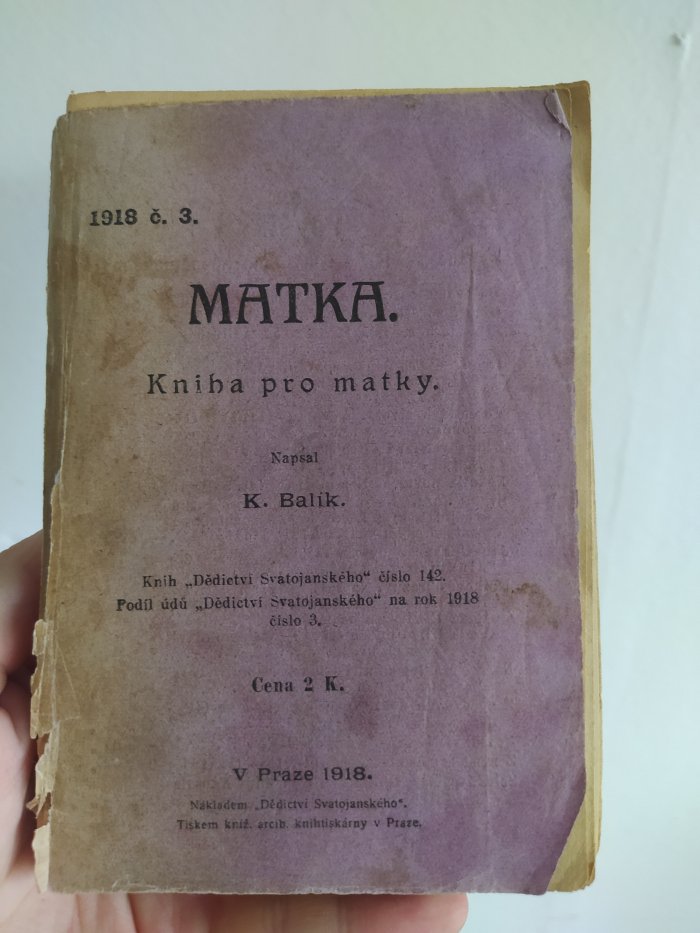 1918 č. 3.
MATKA.
Kniha pro matky.
Napsal
K. Balík.
Knih „Dědictví Svatojanského“ číslo 142.
Podíl údů „Dědictví Svatojanského“ na rok 1918
číslo 3.
Cena 2 K.
V Praze 1918.
Nákladem „Dědictví Svatojanského“.
Tiskem kníž. arcib. knihtiskárny v Praze.